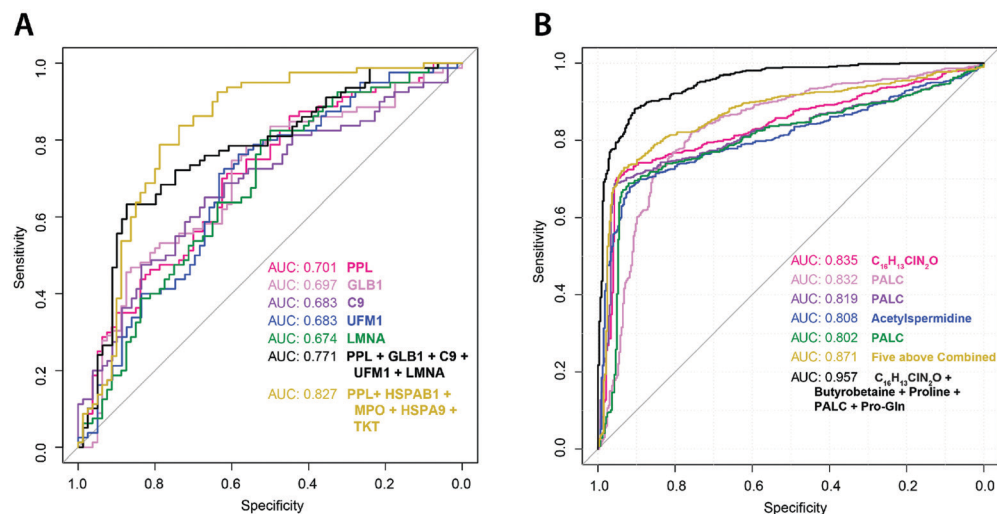 A
1.0
0.8
0.6
0.4
0.2
0.0
Sensitivity
AUC: 0.701 PPL
AUC: 0.697 GLB1
AUC: 0.683 C9
AUC: 0.683 UFM1
AUC: 0.674 LMNA
AUC: 0.771 PPL + GLB1 + C9 +
UFM1 + LMNA
AUC: 0.827 PPL+ HSPAB1 +
MPO + HSPA9 +
TKT
1.0 0.8 0.6 0.4 0.2 0.0
Specificity
B
1.0
0.8
0.6
0.4
0.2
0.0
Sensitivity
AUC: 0.835 C₁₆H₁₃ClN₂O
AUC: 0.832 PALC
AUC: 0.819 PALC
AUC: 0.808 Acetylspermidine
AUC: 0.802 PALC
AUC: 0.871 Five above Combined
AUC: 0.957 C₁₆H₁₃ClN₂O +
Butyrobetaine + Proline +
PALC + Pro-Gln
1.0 0.8 0.6 0.4 0.2 0.0
Specificity